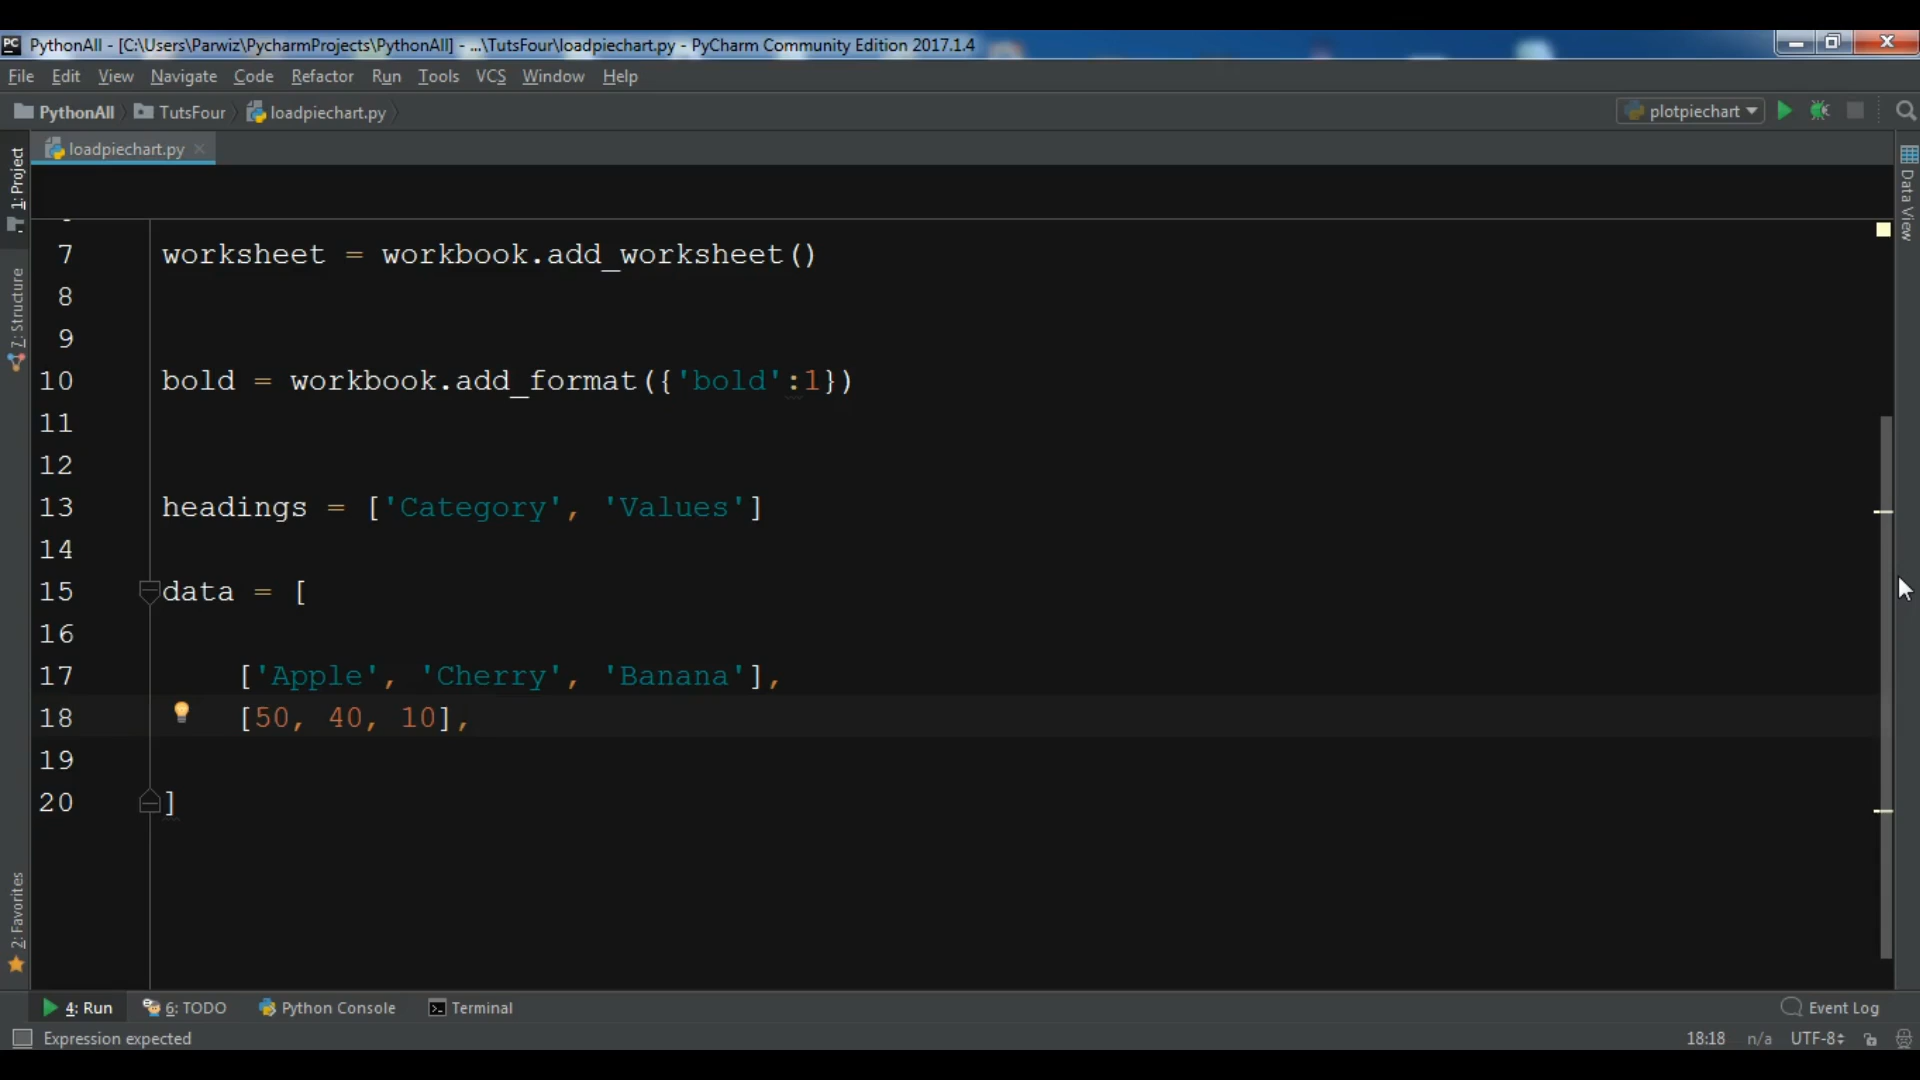 PythonAll - [C:\Users\Parwiz\PycharmProjects\PythonAll] - ...\TutsFour\loadpiechart.py - PyCharm Community Edition 2017.1.4
File Edit View Navigate Code Refactor Run Tools VCS Window Help
PythonAll TutsFour loadpiechart.py plotpiechart
loadpiechart.py
1: Project
7: Structure
2: Favorites
Data View
7 worksheet = workbook.add_worksheet()
8
9
10 bold = workbook.add_format({'bold':1})
11
12
13 headings = ['Category', 'Values']
14
15 data = [
16
17 ['Apple', 'Cherry', 'Banana'],
18 [50, 40, 10],
19
20 ]
4: Run 6: TODO Python Console Terminal Event Log
Expression expected 18:18 n/a UTF-8